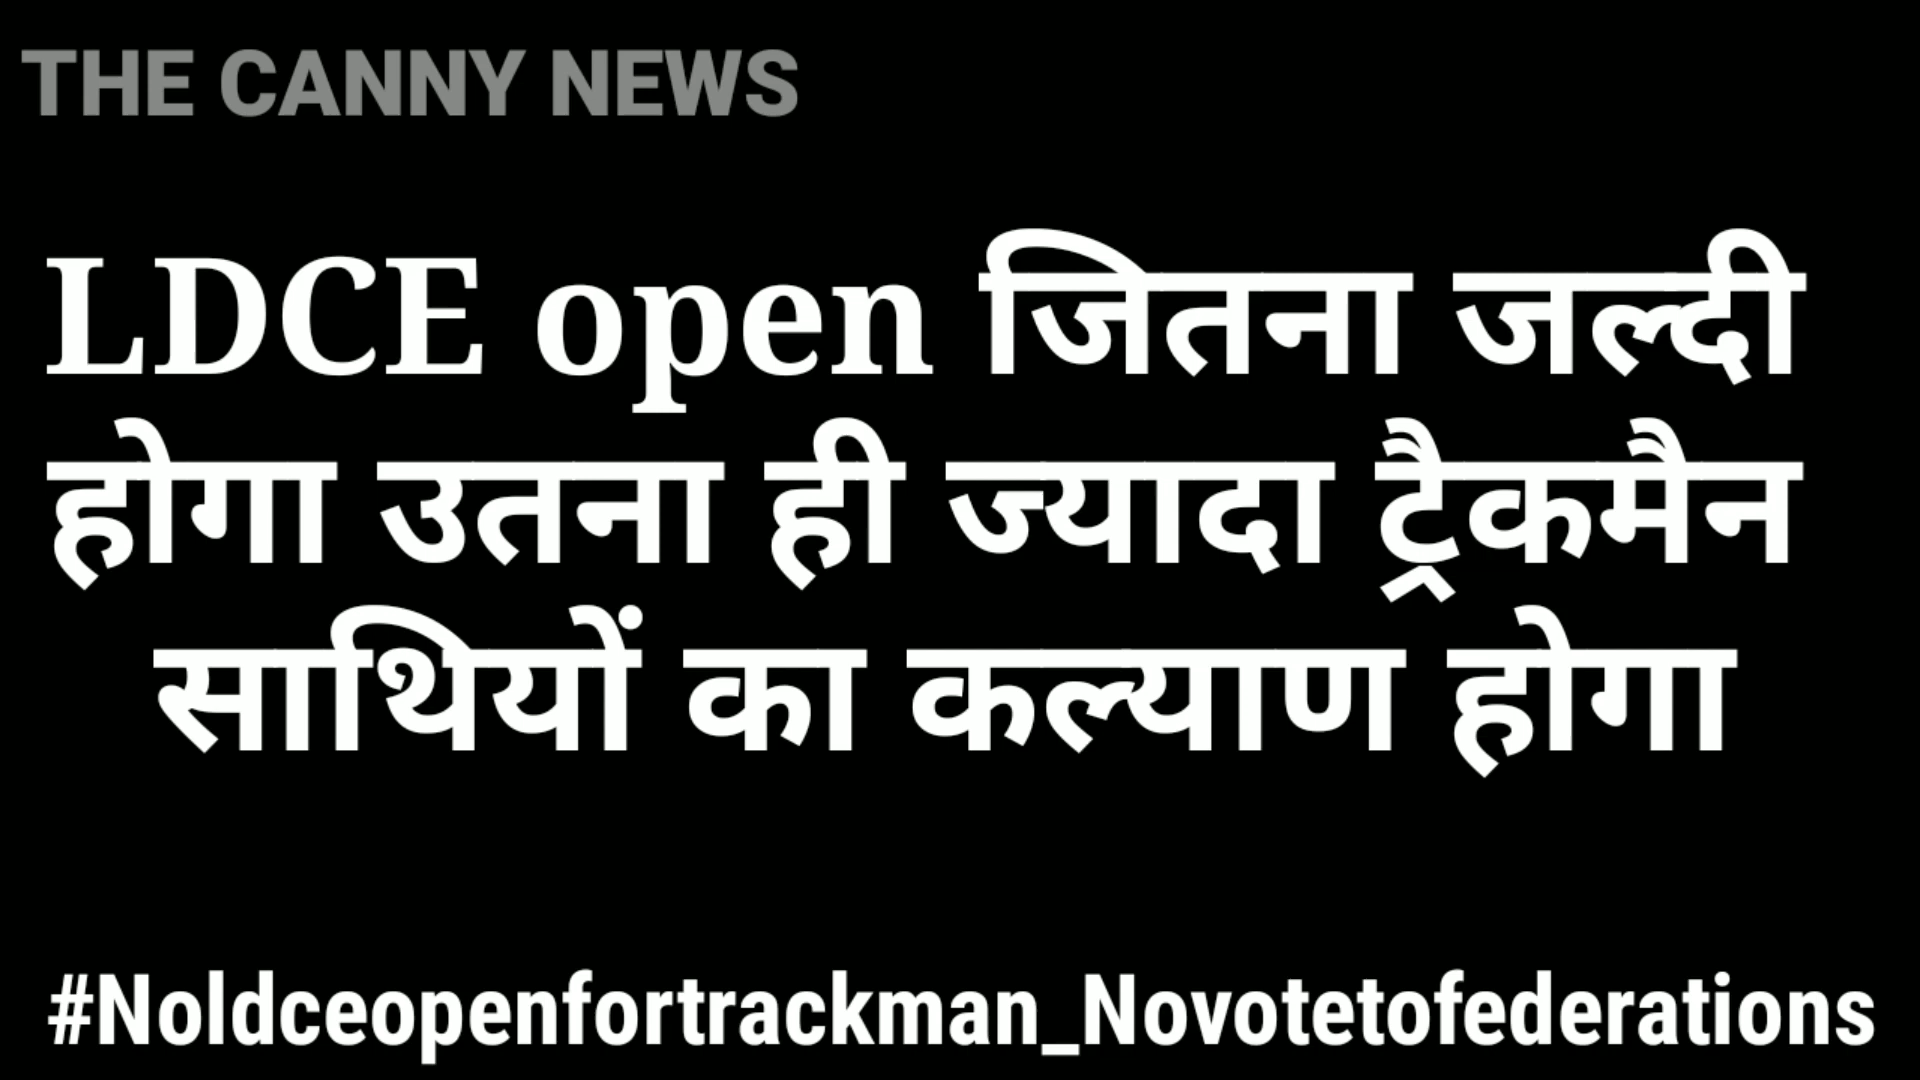 THE CANNY NEWS
LDCE open जितना जल्दी
होगा उतना ही ज्यादा ट्रैकमैन
साथियों का कल्याण होगा
#Noldceopenfortrackman_Novotetofederations